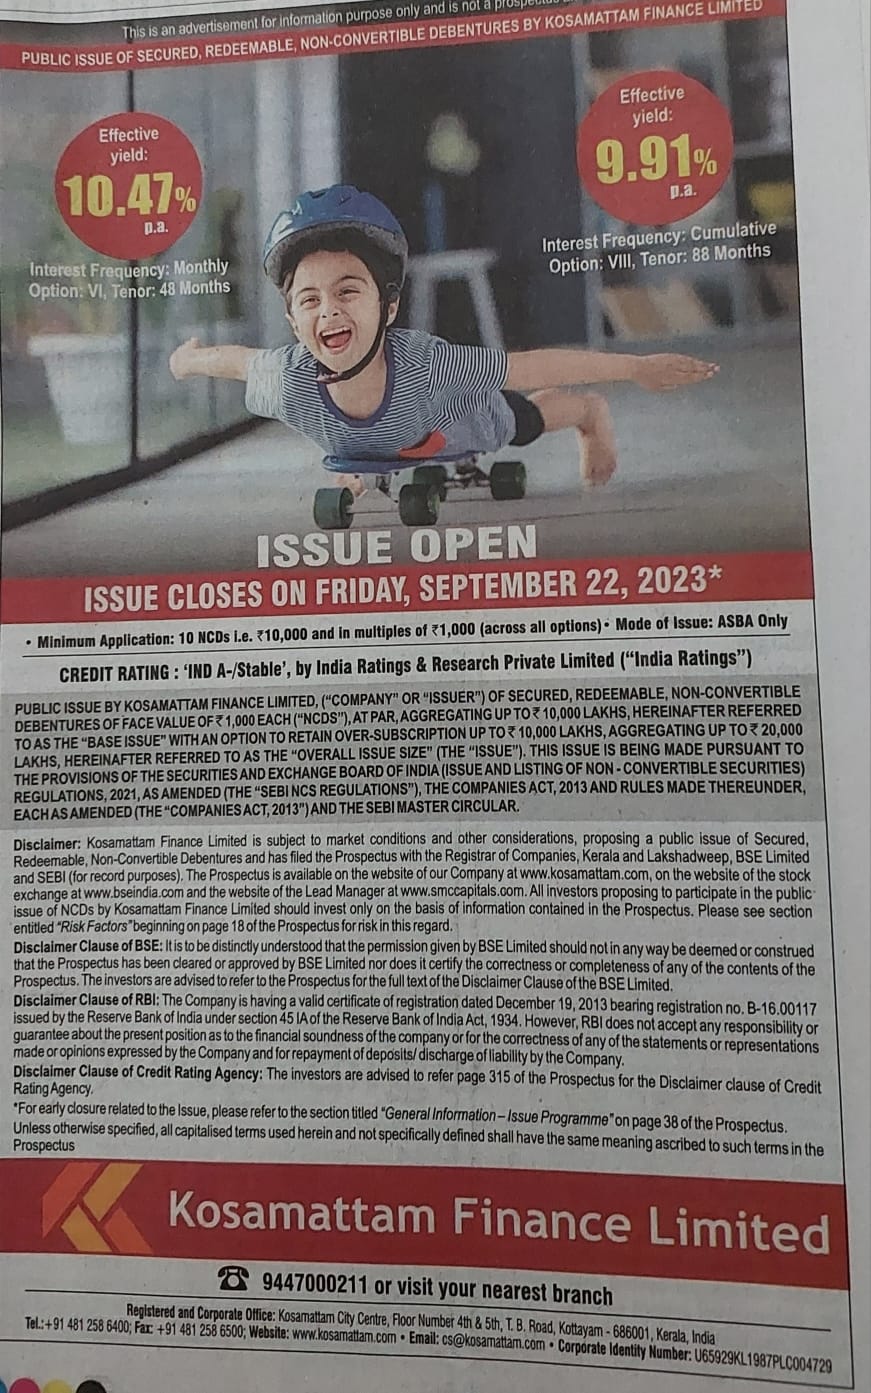 This is an advertisement for information purpose only and is not a
PUBLIC ISSUE OF SECURED, REDEEMABLE, NON-CONVERTIBLE DEBENTURES BY KOSAMATTAM FINANCE LIMITED
Effective
yield:
10.47%
p.a.
Interest Frequency: Monthly
Option: VI, Tenor: 48 Months
Effective
yield:
9.91%
p.a.
Interest Frequency: Cumulative
Option: VIII, Tenor: 88 Months
ISSUE OPEN
ISSUE CLOSES ON FRIDAY, SEPTEMBER 22, 2023*
• Minimum Application: 10 NCDs i.e. ₹10,000 and in multiples of ₹1,000 (across all options) • Mode of Issue: ASBA Only
CREDIT RATING : ‘IND A-/Stable’, by India Ratings & Research Private Limited (“India Ratings”)
PUBLIC ISSUE BY KOSAMATTAM FINANCE LIMITED, (“COMPANY” OR “ISSUER”) OF SECURED, REDEEMABLE, NON-CONVERTIBLE
DEBENTURES OF FACE VALUE OF ₹ 1,000 EACH (“NCDS”), AT PAR, AGGREGATING UP TO ₹ 10,000 LAKHS, HEREINAFTER REFERRED
TO AS THE “BASE ISSUE” WITH AN OPTION TO RETAIN OVER-SUBSCRIPTION UP TO ₹ 10,000 LAKHS, AGGREGATING UP TO ₹ 20,000
LAKHS, HEREINAFTER REFERRED TO AS THE “OVERALL ISSUE SIZE” (THE “ISSUE”). THIS ISSUE IS BEING MADE PURSUANT TO
THE PROVISIONS OF THE SECURITIES AND EXCHANGE BOARD OF INDIA (ISSUE AND LISTING OF NON - CONVERTIBLE SECURITIES)
REGULATIONS, 2021, AS AMENDED (THE “SEBI NCS REGULATIONS”), THE COMPANIES ACT, 2013 AND RULES MADE THEREUNDER,
EACH AS AMENDED (THE “COMPANIES ACT, 2013”) AND THE SEBI MASTER CIRCULAR.
Disclaimer: Kosamattam Finance Limited is subject to market conditions and other considerations, proposing a public issue of Secured,
Redeemable, Non-Convertible Debentures and has filed the Prospectus with the Registrar of Companies, Kerala and Lakshadweep, BSE Limited
and SEBI (for record purposes). The Prospectus is available on the website of our Company at www.kosamattam.com, on the website of the stock
exchange at www.bseindia.com and the website of the Lead Manager at www.smccapitals.com. All investors proposing to participate in the public
issue of NCDs by Kosamattam Finance Limited should invest only on the basis of information contained in the Prospectus. Please see section
entitled “Risk Factors” beginning on page 18 of the Prospectus for risk in this regard.
Disclaimer Clause of BSE: It is to be distinctly understood that the permission given by BSE Limited should not in any way be deemed or construed
that the Prospectus has been cleared or approved by BSE Limited nor does it certify the correctness or completeness of any of the contents of the
Prospectus. The investors are advised to refer to the Prospectus for the full text of the Disclaimer Clause of the BSE Limited.
Disclaimer Clause of RBI: The Company is having a valid certificate of registration dated December 19, 2013 bearing registration no. B-16.00117
issued by the Reserve Bank of India under section 45 IA of the Reserve Bank of India Act, 1934. However, RBI does not accept any responsibility or
guarantee about the present position as to the financial soundness of the company or for the correctness of any of the statements or representations
made or opinions expressed by the Company and for repayment of deposits/ discharge of liability by the Company.
Disclaimer Clause of Credit Rating Agency: The investors are advised to refer page 315 of the Prospectus for the Disclaimer clause of Credit
Rating Agency.
*For early closure related to the Issue, please refer to the section titled “General Information – Issue Programme” on page 38 of the Prospectus.
Unless otherwise specified, all capitalised terms used herein and not specifically defined shall have the same meaning ascribed to such terms in the
Prospectus
Kosamattam Finance Limited
☎ 9447000211 or visit your nearest branch
Registered and Corporate Office: Kosamattam City Centre, Floor Number 4th & 5th, T. B. Road, Kottayam - 686001, Kerala, India
Tel.:+91 481 258 6400; Fax: +91 481 258 6500; Website: www.kosamattam.com • Email: cs@kosamattam.com • Corporate Identity Number: U65929KL1987PLC004729